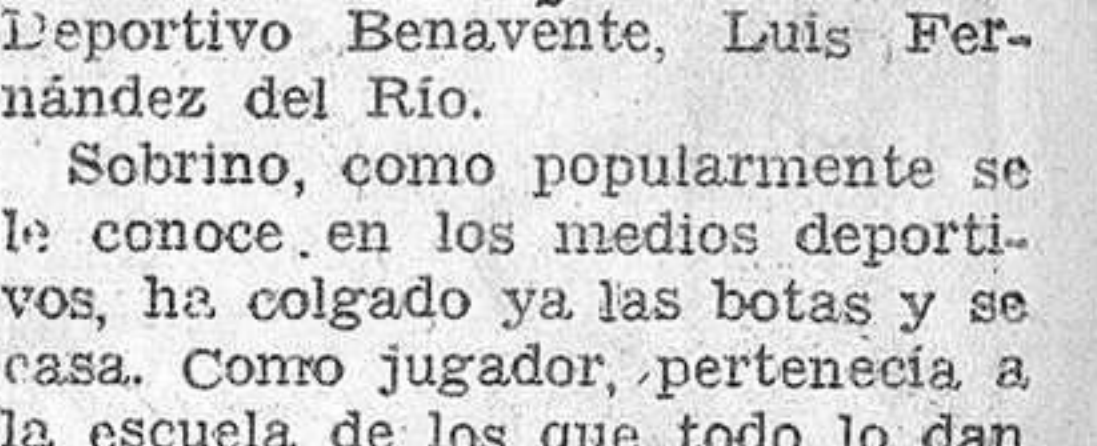 Deportivo Benavente, Luis Fer-
nández del Río.
Sobrino, como popularmente se
le conoce en los medios deporti-
vos, ha colgado ya las botas y se
casa. Como jugador, pertenecía a
la escuela de los que todo lo dan